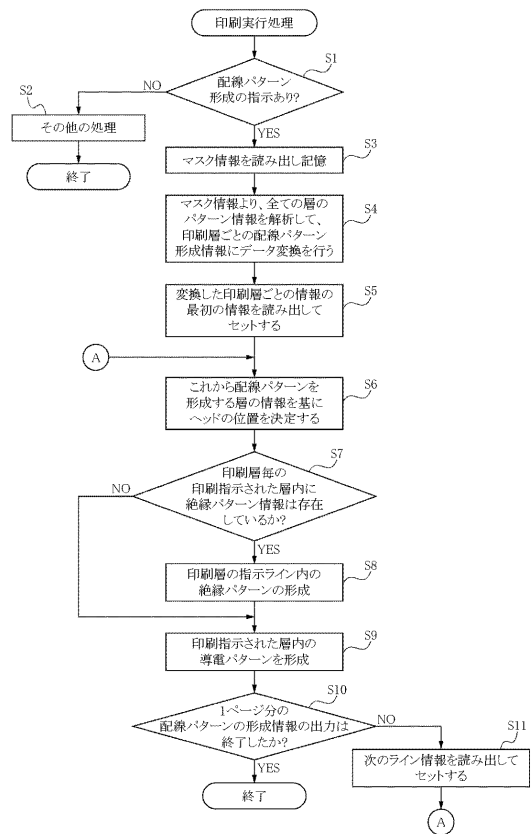 印刷実行処理
S1
配線パターン
形成の指示あり?
NO
YES
S2
その他の処理
終了
S3
マスク情報を読み出し記憶
S4
マスク情報より、全ての層の
パターン情報を解析して、
印刷層ごとの配線パターン
形成情報にデータ変換を行う
S5
変換した印刷層ごとの情報の
最初の情報を読み出して
セットする
A
S6
これから配線パターンを
形成する層の情報を基に
ヘッドの位置を決定する
S7
印刷層毎の
印刷指示された層内に
絶縁パターン情報は存在
しているか?
NO
YES
S8
印刷層の指示ライン内の
絶縁パターンの形成
S9
印刷指示された層内の
導電パターンを形成
S10
1ページ分の
配線パターンの形成情報の出力は
終了したか?
NO
YES
S11
次のライン情報を読み出して
セットする
終了
A